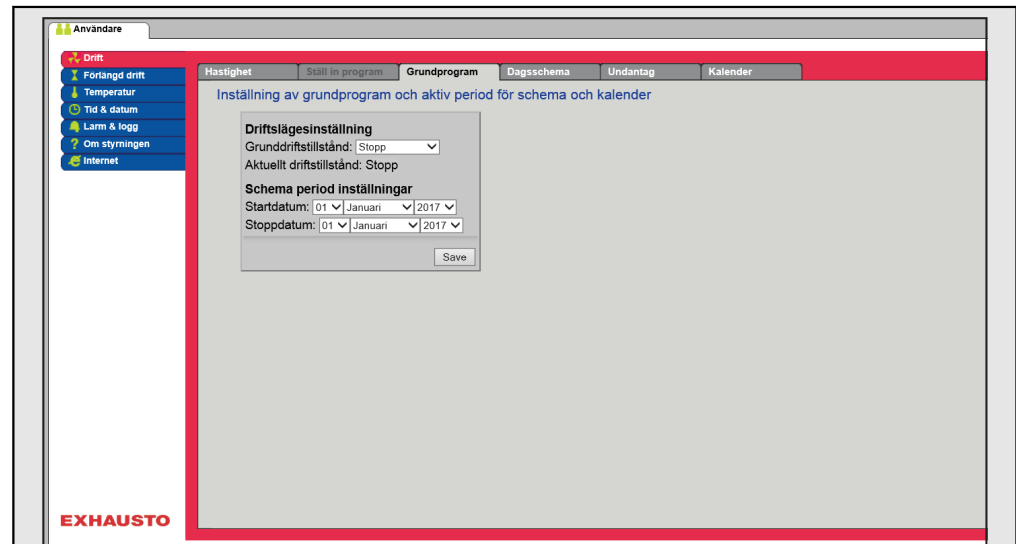 Användare
Drift
Förlängd drift
Temperatur
Tid & datum
Larm & logg
Om styrningen
Internet
Hastighet Ställ in program Grundprogram Dagsschema Undantag Kalender
Inställning av grundprogram och aktiv period för schema och kalender
Driftslägesinställning
Grunddriftstillstånd: Stopp
Aktuellt driftstillstånd: Stopp
Schema period inställningar
Startdatum: 01 Januari 2017
Stoppdatum: 01 Januari 2017
Save
EXHAUSTO